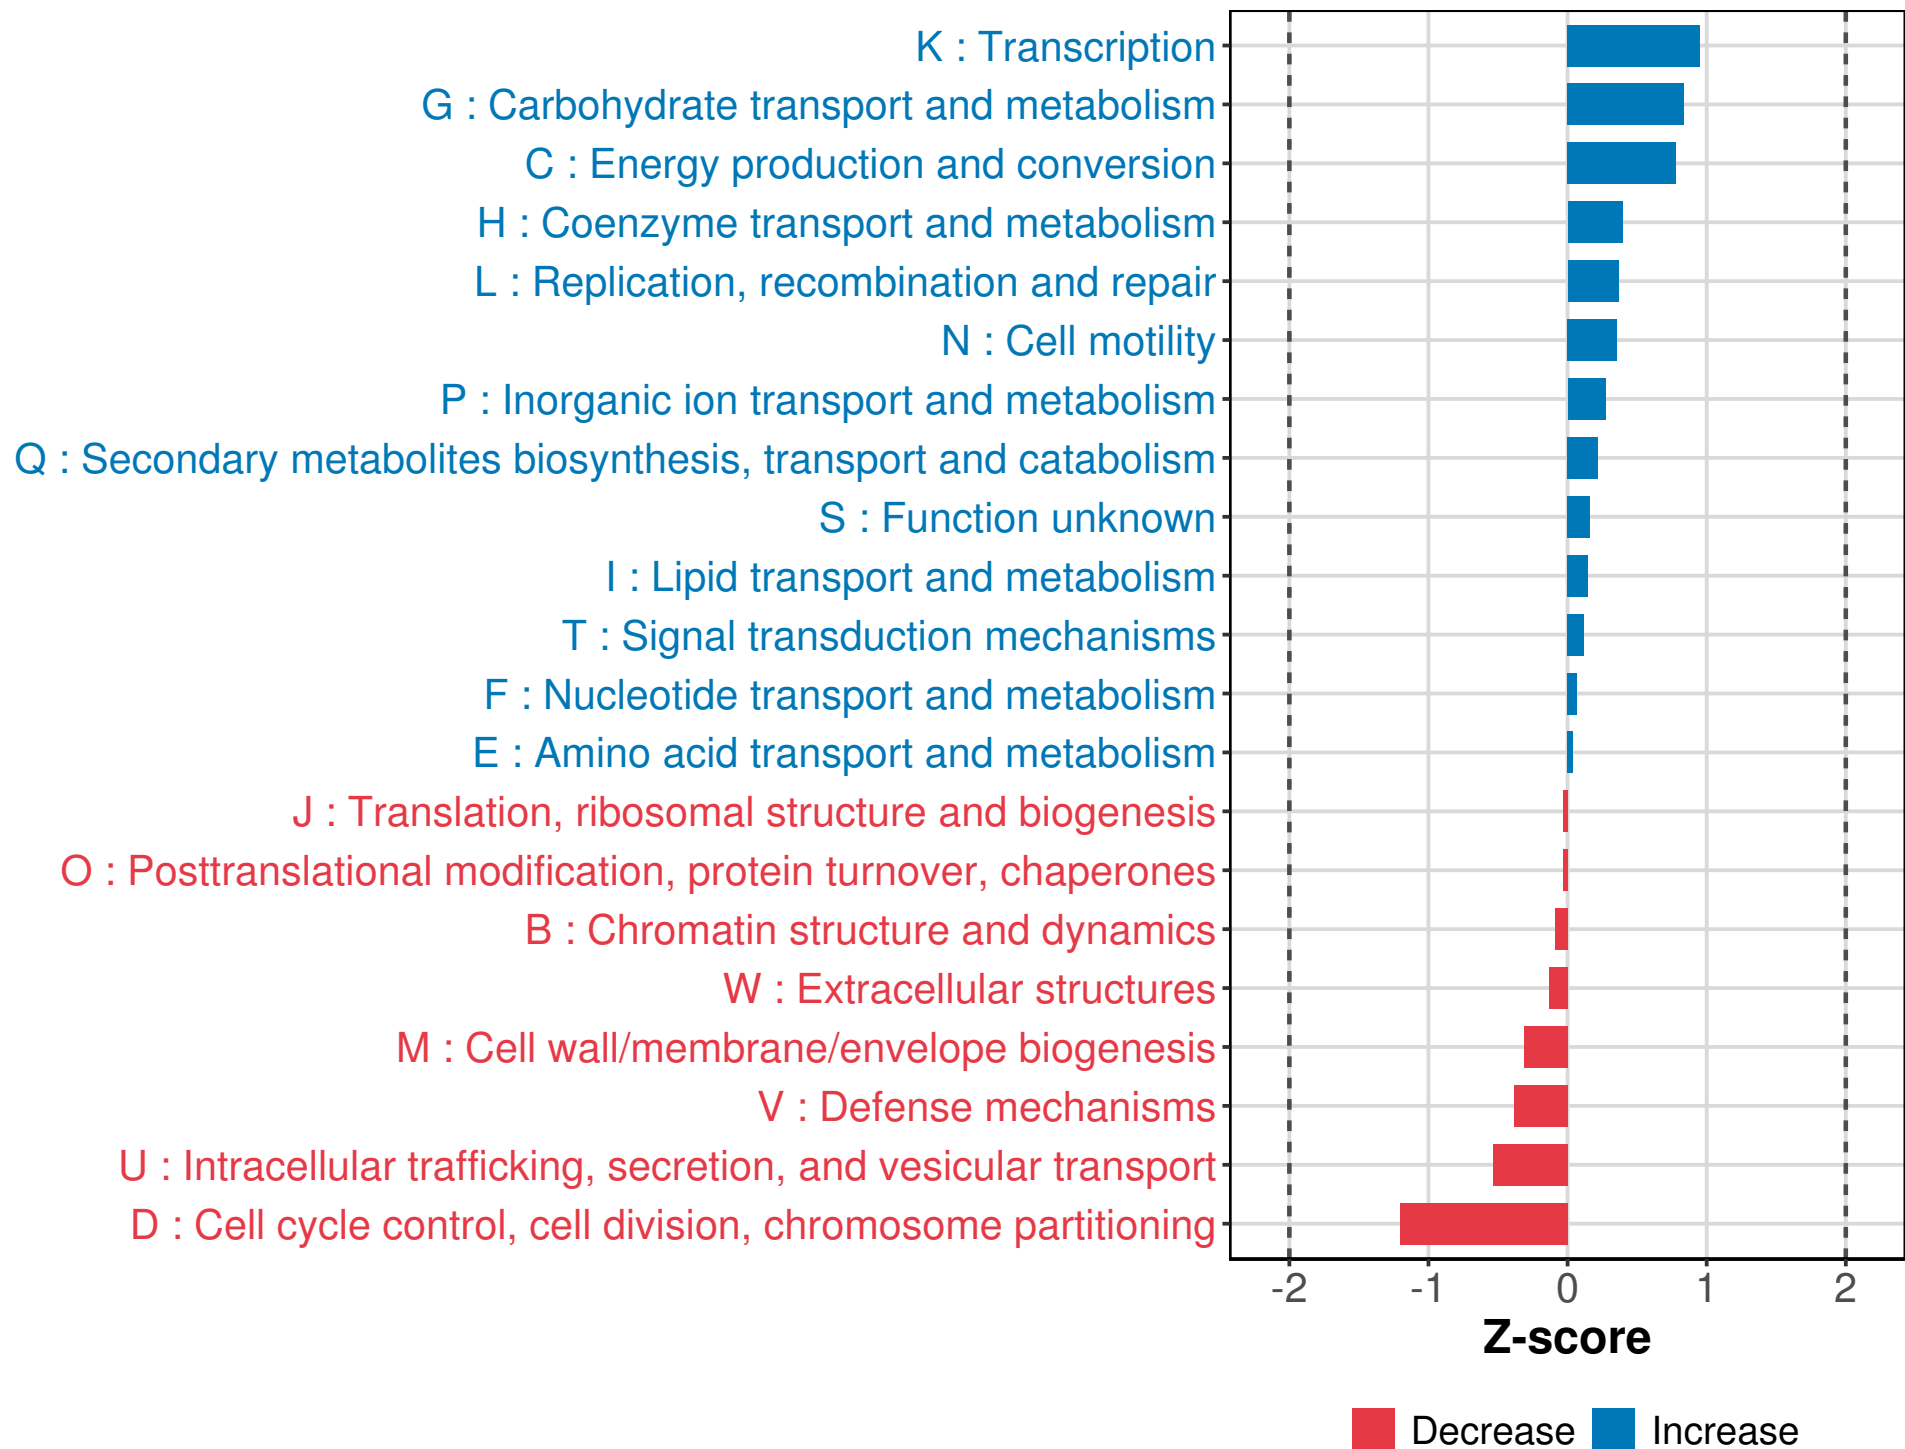 K : Transcription
G : Carbohydrate transport and metabolism
C : Energy production and conversion
H : Coenzyme transport and metabolism
L : Replication, recombination and repair
N : Cell motility
P : Inorganic ion transport and metabolism
Q : Secondary metabolites biosynthesis, transport and catabolism
S : Function unknown
I : Lipid transport and metabolism
T : Signal transduction mechanisms
F : Nucleotide transport and metabolism
E : Amino acid transport and metabolism
J : Translation, ribosomal structure and biogenesis
O : Posttranslational modification, protein turnover, chaperones
B : Chromatin structure and dynamics
W : Extracellular structures
M : Cell wall/membrane/envelope biogenesis
V : Defense mechanisms
U : Intracellular trafficking, secretion, and vesicular transport
D : Cell cycle control, cell division, chromosome partitioning
-2 -1 0 1 2
Z-score
Decrease Increase